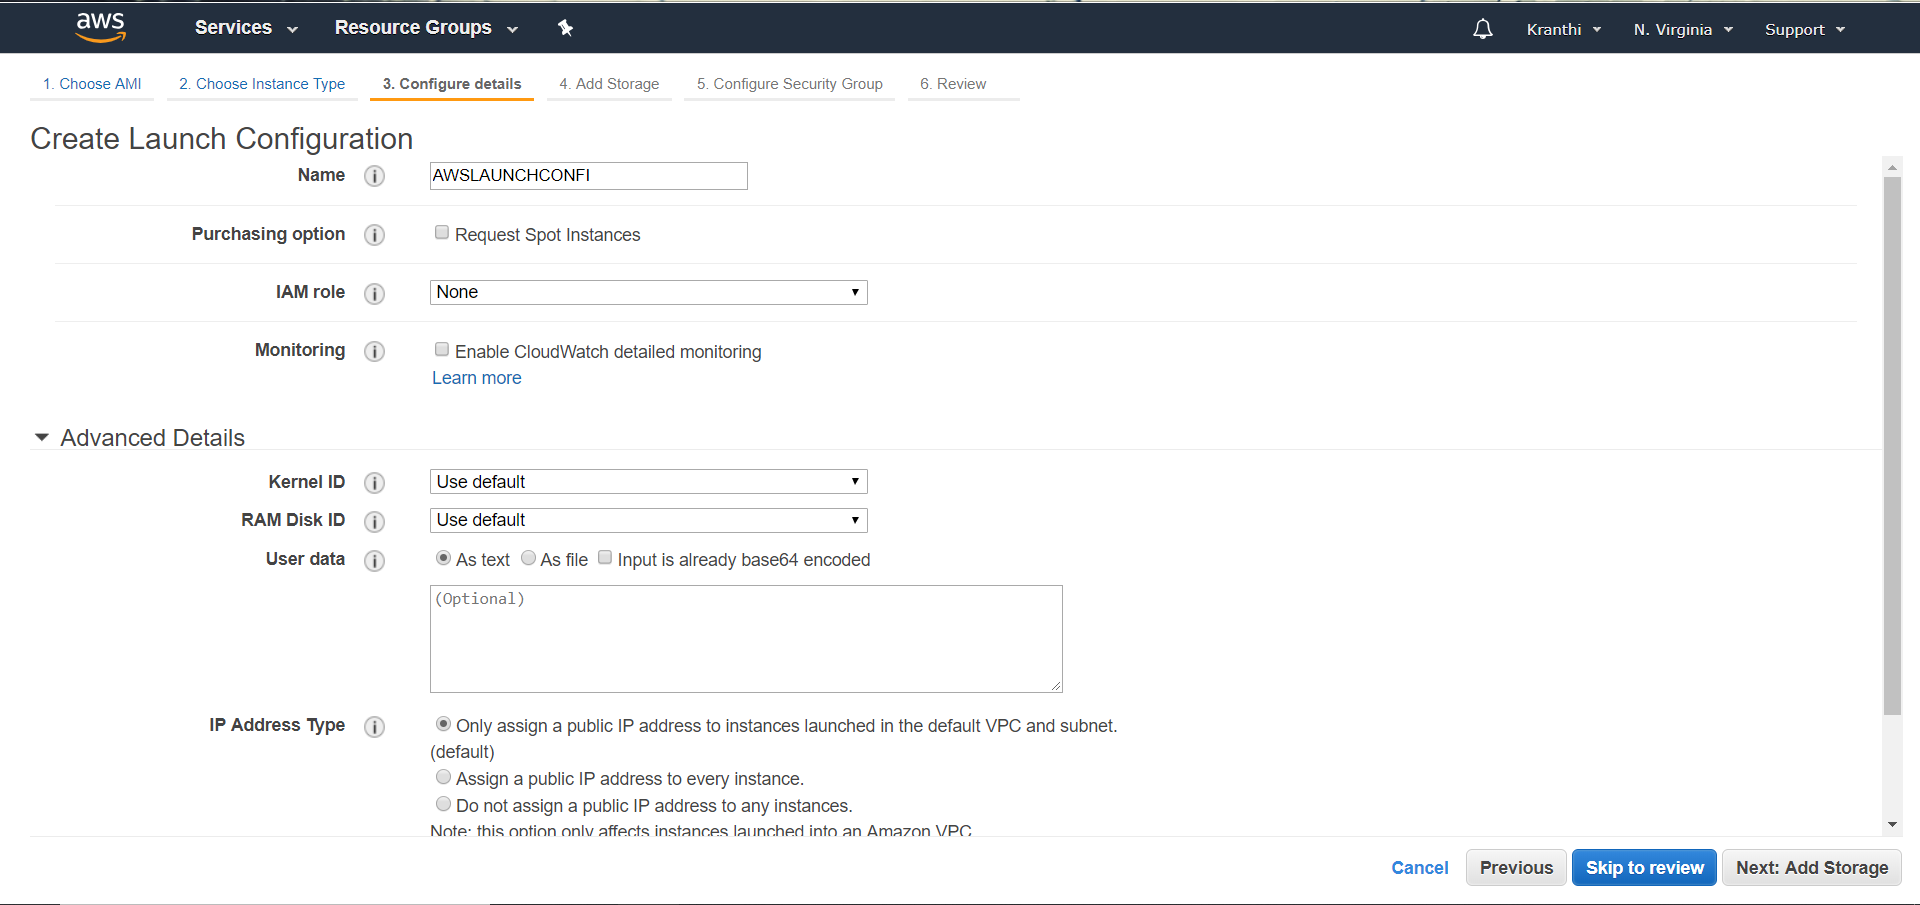 aws Services Resource Groups Kranthi N. Virginia Support
1. Choose AMI 2. Choose Instance Type 3. Configure details 4. Add Storage 5. Configure Security Group 6. Review
Create Launch Configuration
Name i AWSLAUNCHCONFI
Purchasing option i Request Spot Instances
IAM role i None
Monitoring i Enable CloudWatch detailed monitoring
Learn more
Advanced Details
Kernel ID i Use default
RAM Disk ID i Use default
User data i As text As file Input is already base64 encoded
(Optional)
IP Address Type i Only assign a public IP address to instances launched in the default VPC and subnet.
(default)
Assign a public IP address to every instance.
Do not assign a public IP address to any instances.
Note: this option only affects instances launched into an Amazon VPC
Cancel Previous Skip to review Next: Add Storage